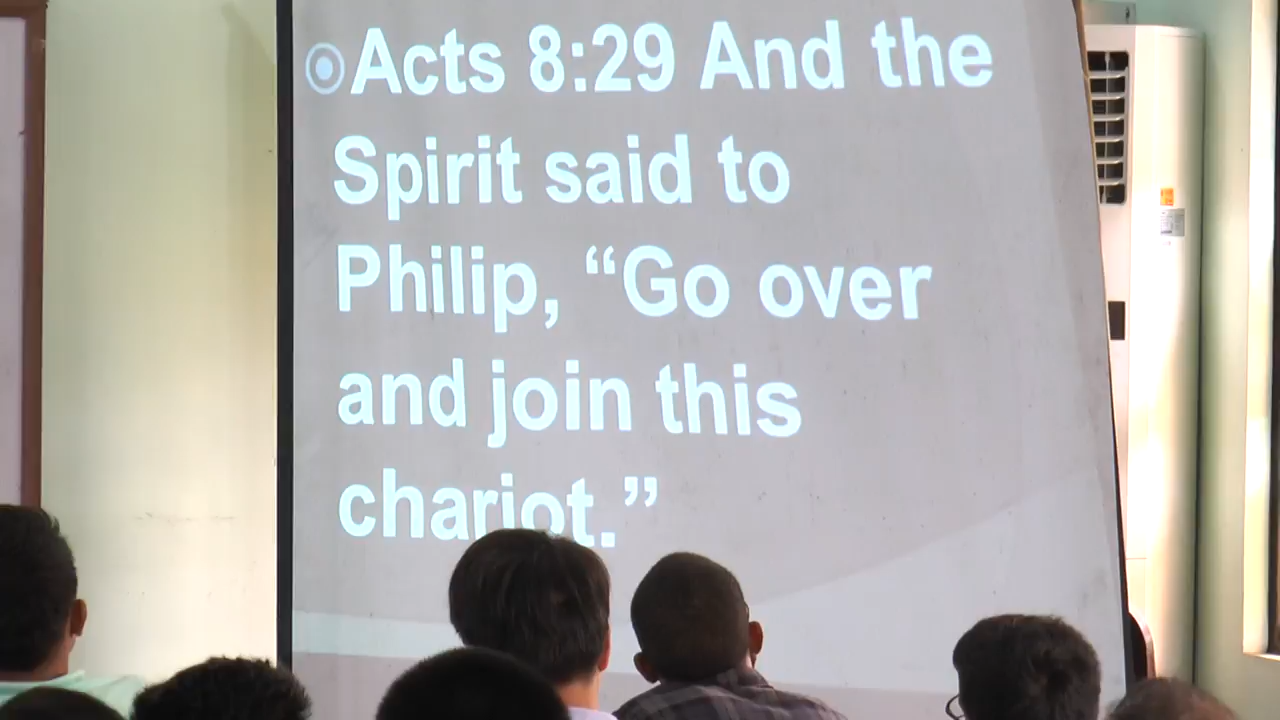 Acts 8:29 And the
Spirit said to
Philip, “Go over
and join this
chariot.”